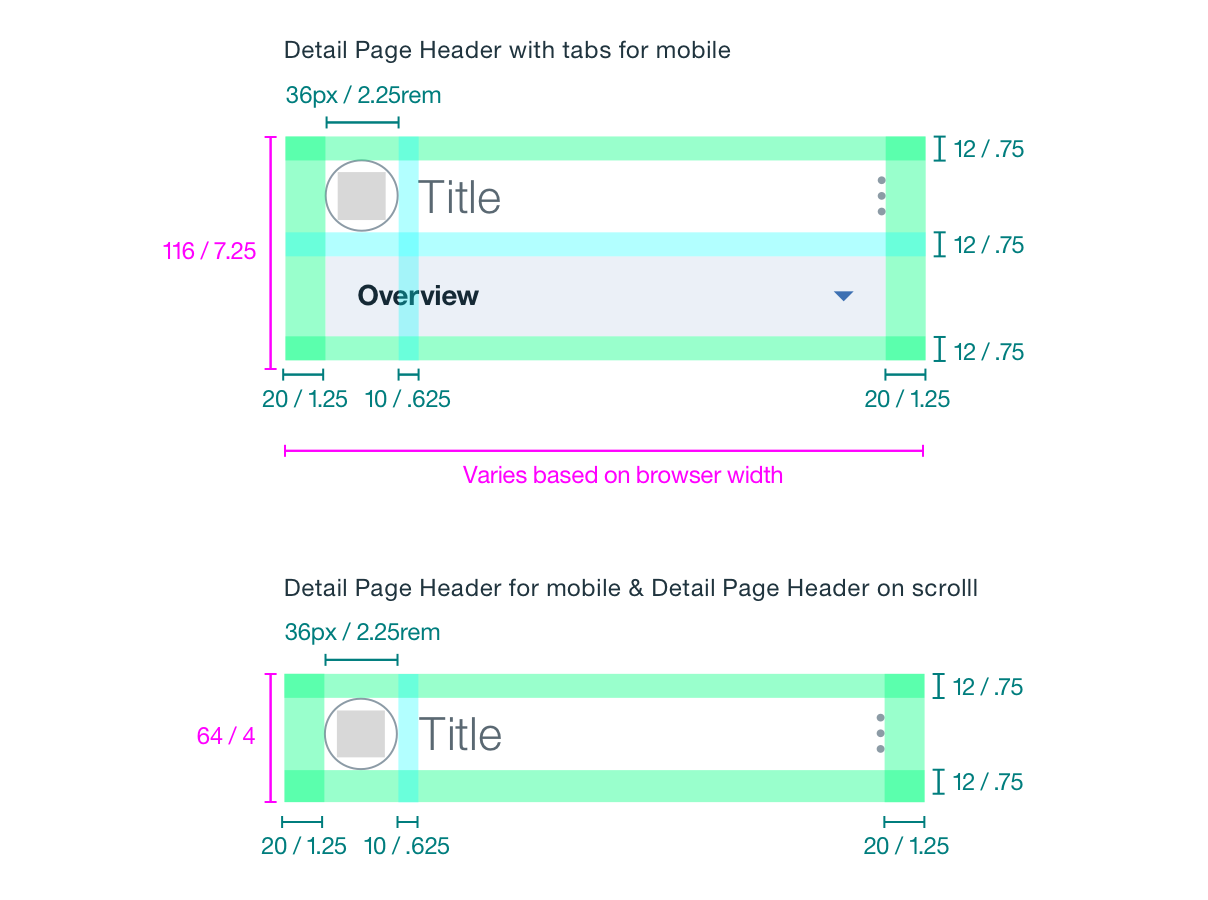 Detail Page Header with tabs for mobile
36px / 2.25rem
12 / .75
Title
12 / .75
116 / 7.25
Overview
12 / .75
20 / 1.25
10 / .625
20 / 1.25
Varies based on browser width
Detail Page Header for mobile & Detail Page Header on scrolll
36px / 2.25rem
12 / .75
64 / 4
Title
12 / .75
20 / 1.25
10 / .625
20 / 1.25